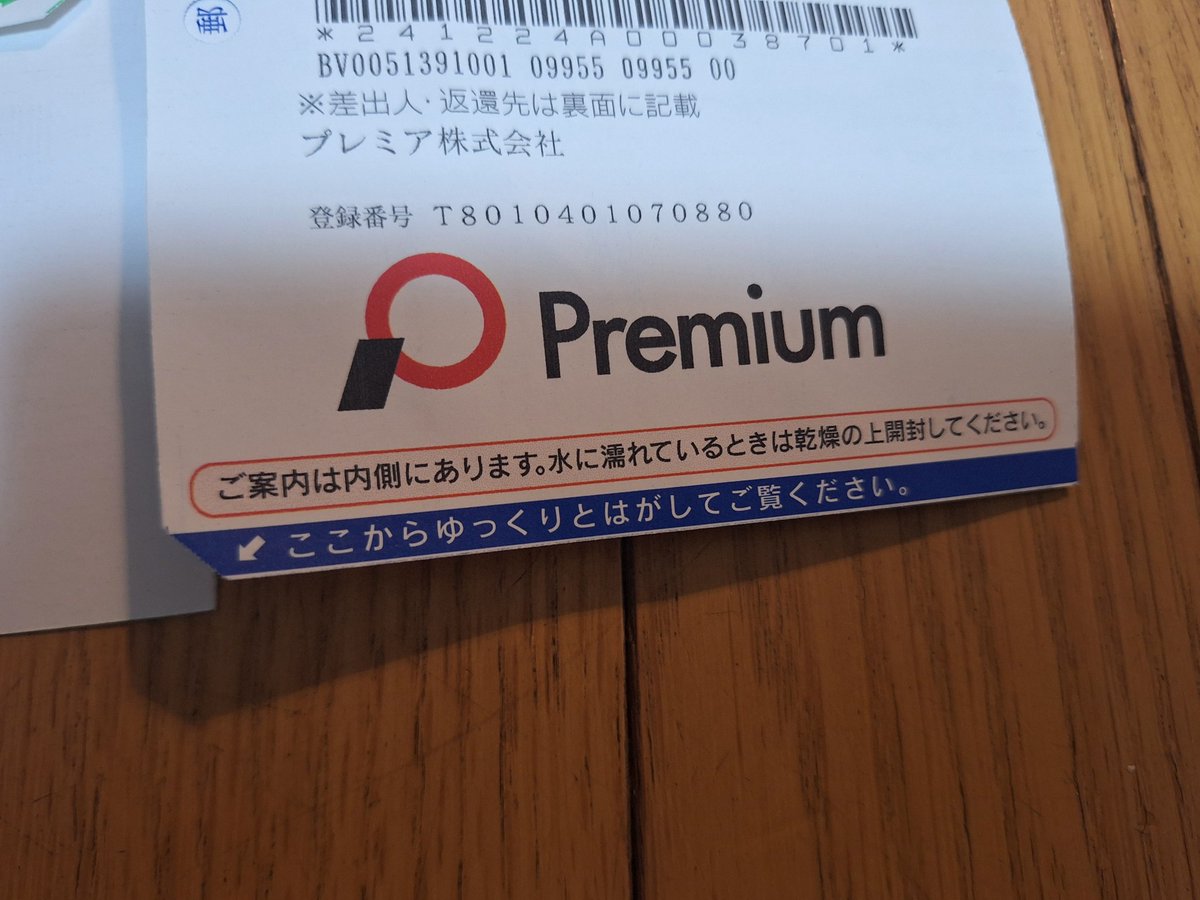 郵
*241224A00038701*
BV0051391001 09955 09955 00
※差出人・返還先は裏面に記載
プレミア株式会社
登録番号 T8010401070880
Premium
ご案内は内側にあります。水に濡れているときは乾燥の上開封してください。
ここからゆっくりとはがしてご覧ください。